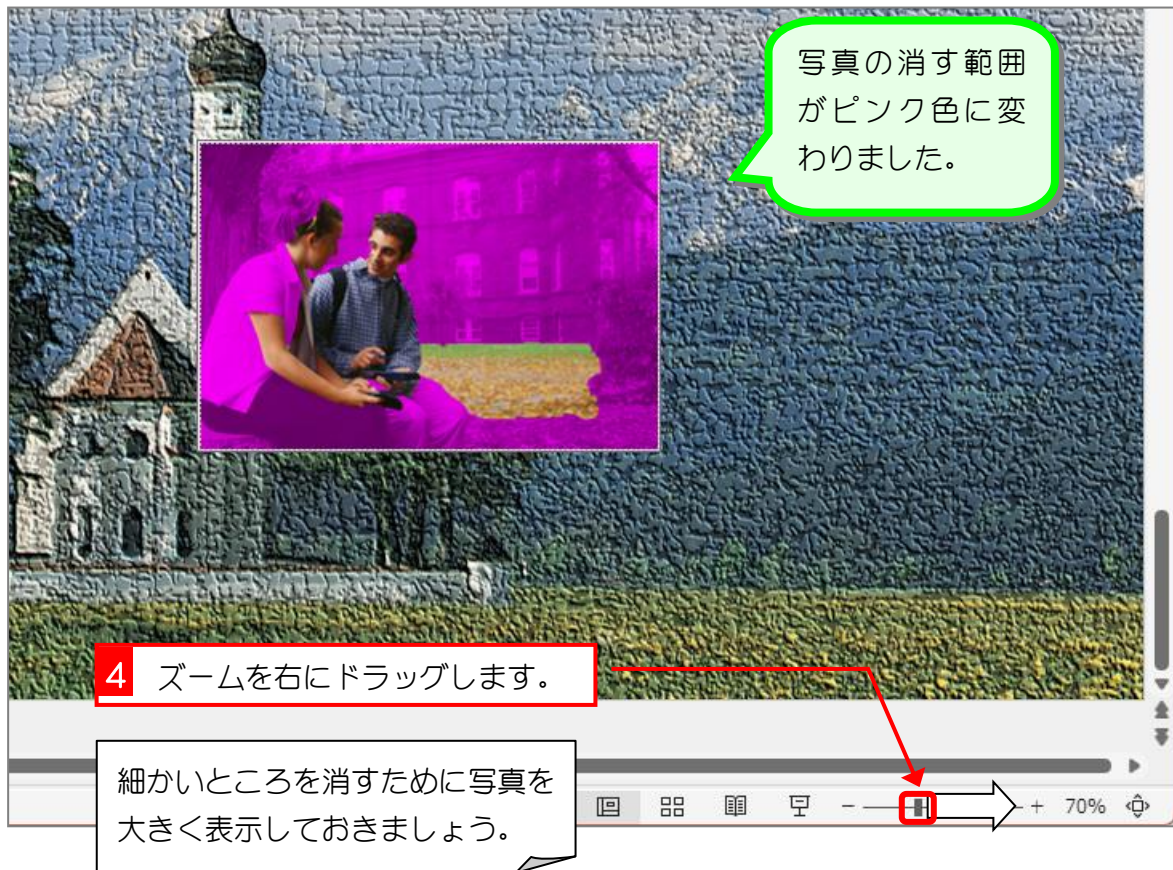 写真の消す範囲
がピンク色に変
わりました。
4 ズームを右にドラッグします。
細かいところを消すために写真を
大きく表示しておきましょう。
70%